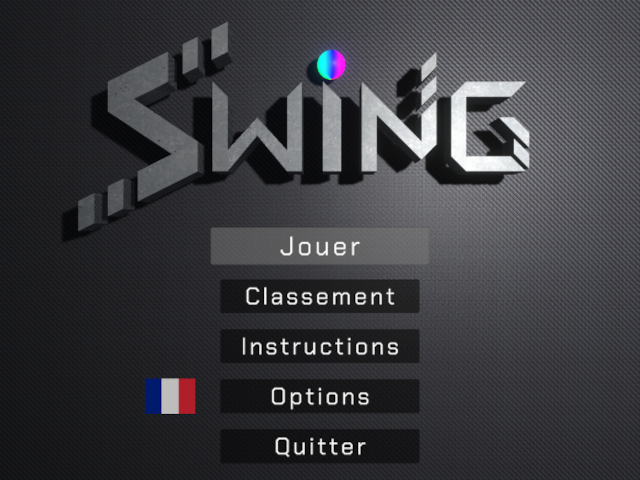 SWING
Jouer
Classement
Instructions
Options
Quitter